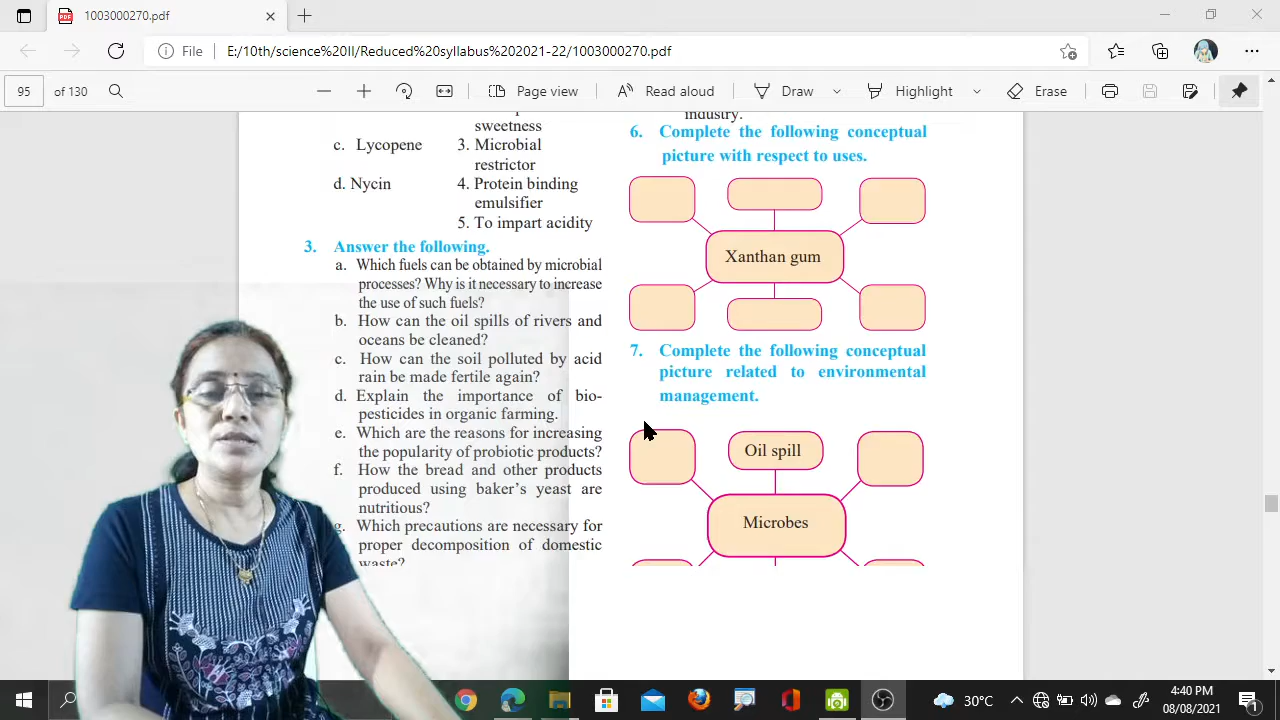 1003000270.pdf
File
E:/10th/science%20II/Reduced%20syllabus%202021-22/1003000270.pdf
95
of 130
Page view
Read aloud
Draw
Highlight
Erase
sweetness
c. Lycopene 3. Microbial
restrictor
d. Nycin 4. Protein binding
emulsifier
5. To impart acidity
3. Answer the following.
a. Which fuels can be obtained by microbial
processes? Why is it necessary to increase
the use of such fuels?
b. How can the oil spills of rivers and
oceans be cleaned?
c. How can the soil polluted by acid
rain be made fertile again?
d. Explain the importance of bio-
pesticides in organic farming.
e. Which are the reasons for increasing
the popularity of probiotic products?
f. How the bread and other products
produced using baker's yeast are
nutritious?
g. Which precautions are necessary for
proper decomposition of domestic
waste?
industry.
6. Complete the following conceptual
picture with respect to uses.
Xanthan gum
7. Complete the following conceptual
picture related to environmental
management.
Oil spill
Microbes
30°C
4:40 PM
08/08/2021
1